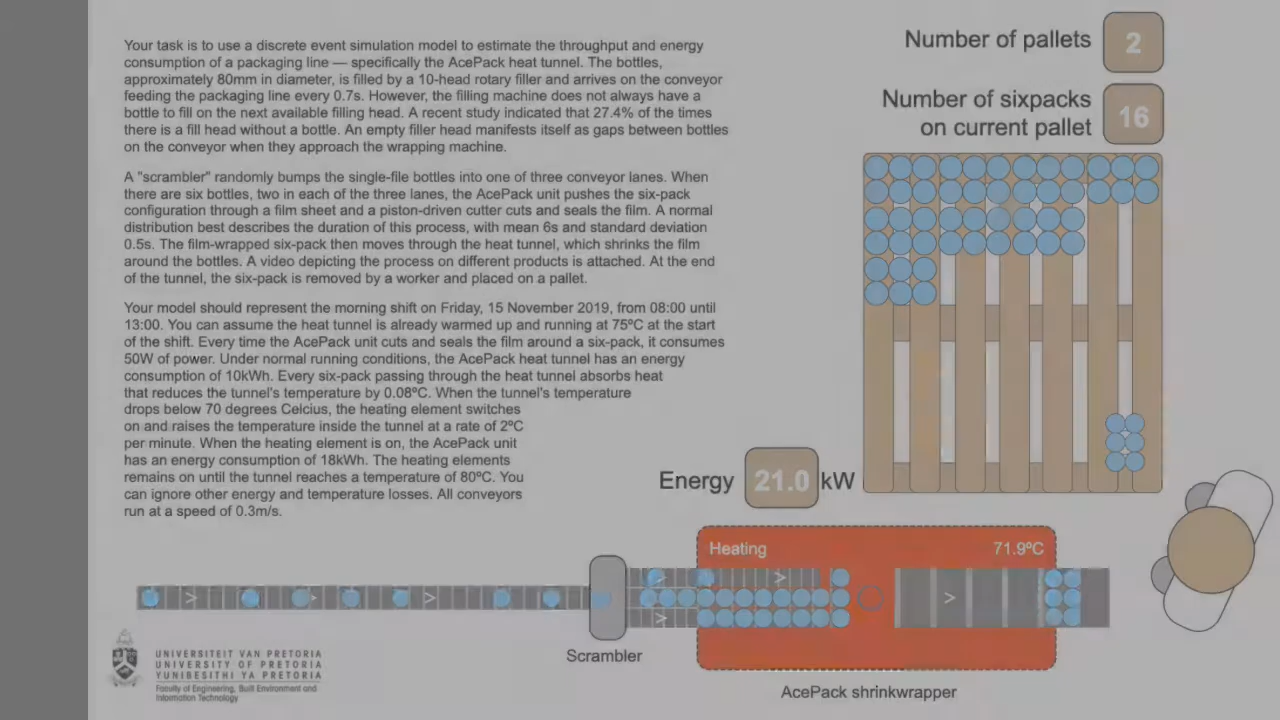 Your task is to use a discrete event simulation model to estimate the throughput and energy
consumption of a packaging line — specifically the AcePack heat tunnel. The bottles,
approximately 80mm in diameter, is filled by a 10-head rotary filler and arrives on the conveyor
feeding the packaging line every 0.7s. However, the filling machine does not always have a
bottle to fill on the next available filling head. A recent study indicated that 27.4% of the times
there is a fill head without a bottle. An empty filler head manifests itself as gaps between bottles
on the conveyor when they approach the wrapping machine.
A "scrambler" randomly bumps the single-file bottles into one of three conveyor lanes. When
there are six bottles, two in each of the three lanes, the AcePack unit pushes the six-pack
configuration through a film sheet and a piston-driven cutter cuts and seals the film. A normal
distribution best describes the duration of this process, with mean 6s and standard deviation
0.5s. The film-wrapped six-pack then moves through the heat tunnel, which shrinks the film
around the bottles. A video depicting the process on different products is attached. At the end
of the tunnel, the six-pack is removed by a worker and placed on a pallet.
Your model should represent the morning shift on Friday, 15 November 2019, from 08:00 until
13:00. You can assume the heat tunnel is already warmed up and running at 75ºC at the start
of the shift. Every time the AcePack unit cuts and seals the film around a six-pack, it consumes
50W of power. Under normal running conditions, the AcePack heat tunnel has an energy
consumption of 10kWh. Every six-pack passing through the heat tunnel absorbs heat
that reduces the tunnel's temperature by 0.08ºC. When the tunnel's temperature
drops below 70 degrees Celcius, the heating element switches
on and raises the temperature inside the tunnel at a rate of 2ºC
per minute. When the heating element is on, the AcePack unit
has an energy consumption of 18kWh. The heating elements
remains on until the tunnel reaches a temperature of 80ºC. You
can ignore other energy and temperature losses. All conveyors
run at a speed of 0.3m/s.
Number of pallets 2
Number of sixpacks
on current pallet 16
Energy 21.0 kW
Heating 71.9ºC
> > > > > > >
Scrambler
AcePack shrinkwrapper
UNIVERSITEIT VAN PRETORIA
UNIVERSITY OF PRETORIA
YUNIBESITHI YA PRETORIA
Faculty of Engineering, Built Environment and
Information Technology